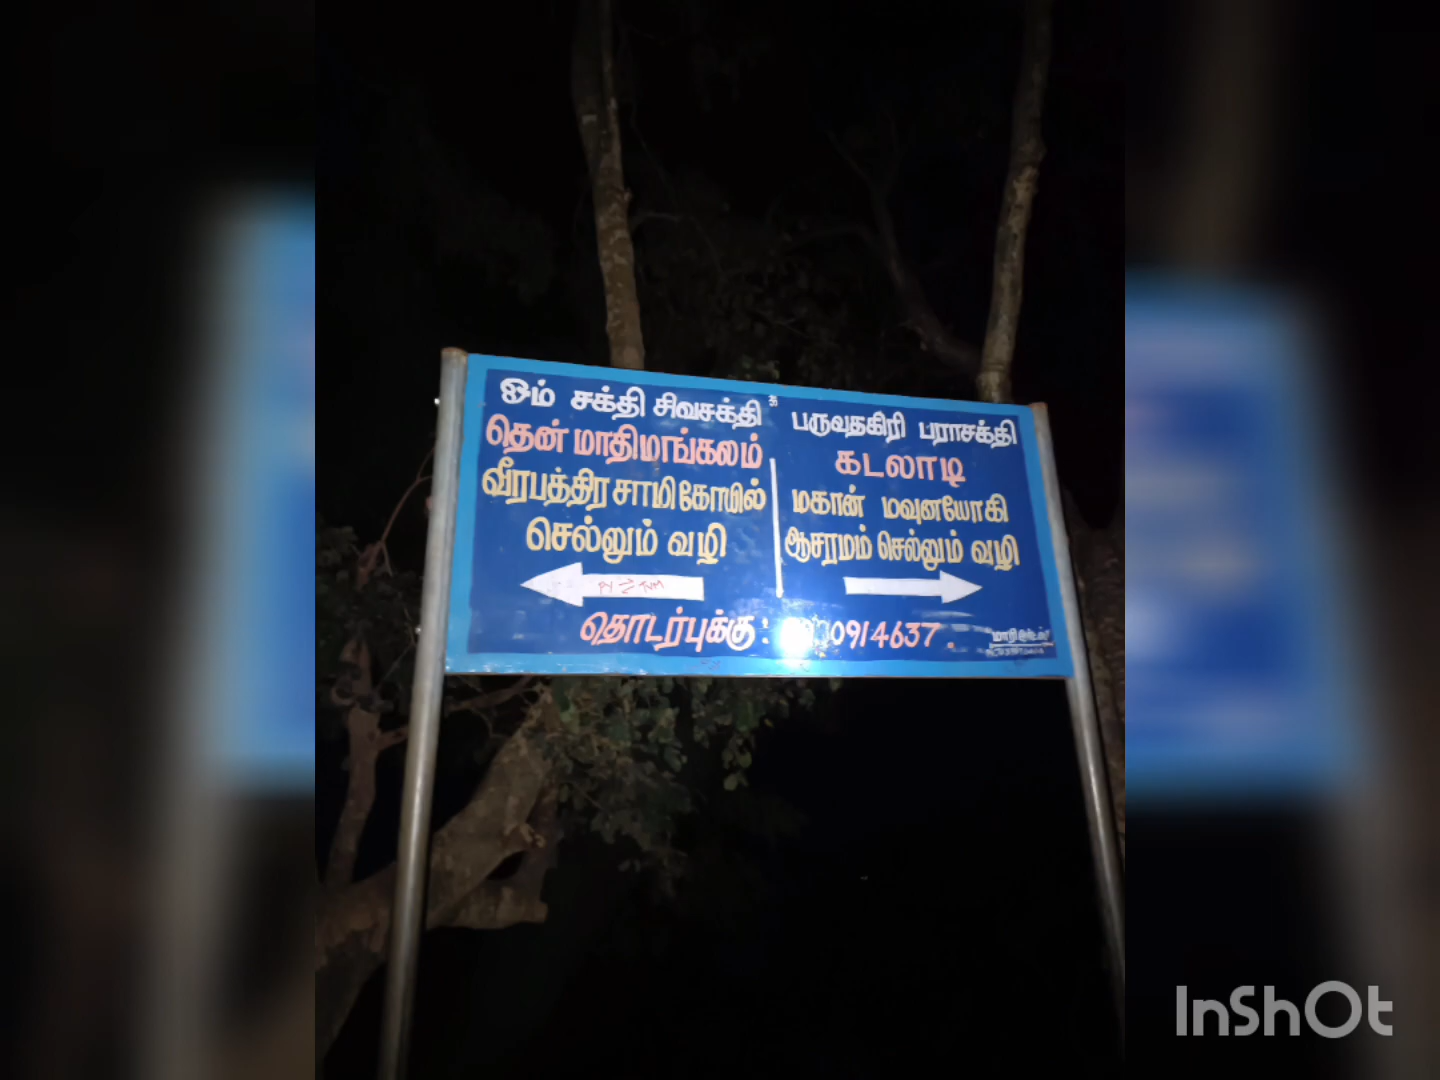 ஓம் சக்தி சிவசக்தி
தென் மாதிமங்கலம்
வீரபத்திர சாமி கோயில்
செல்லும் வழி
பருவுதகிரி பராசக்தி
கடலாடி
மகான் மவுனயோகி
ஆசரமம் செல்லும் வழி
தொடர்புக்கு : 0914637
InShOt